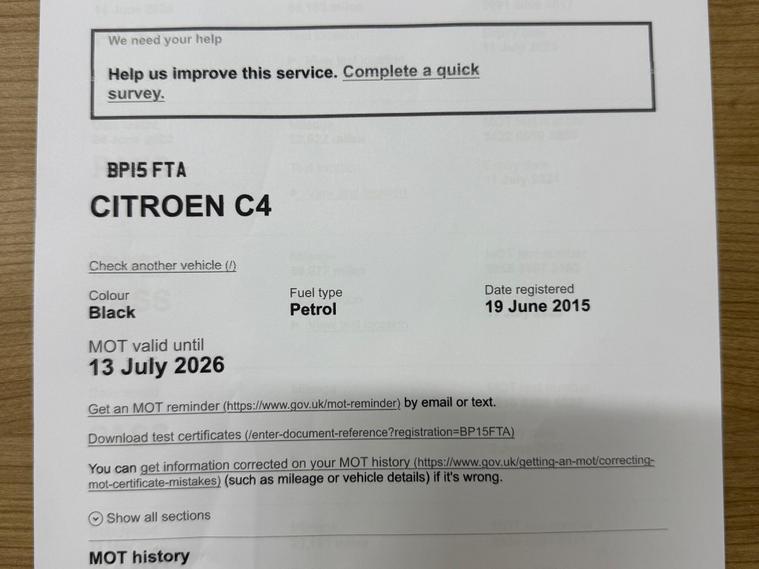 We need your help
Help us improve this service. Complete a quick
survey.
BP15 FTA
CITROEN C4
Check another vehicle (/)
Colour
Black
Fuel type
Petrol
Date registered
19 June 2015
MOT valid until
13 July 2026
Get an MOT reminder (https://www.gov.uk/mot-reminder) by email or text.
Download test certificates (/enter-document-reference?registration=BP15FTA)
You can get information corrected on your MOT history (https://www.gov.uk/getting-an-mot/correcting-
mot-certificate-mistakes) (such as mileage or vehicle details) if it's wrong.
Show all sections
MOT history